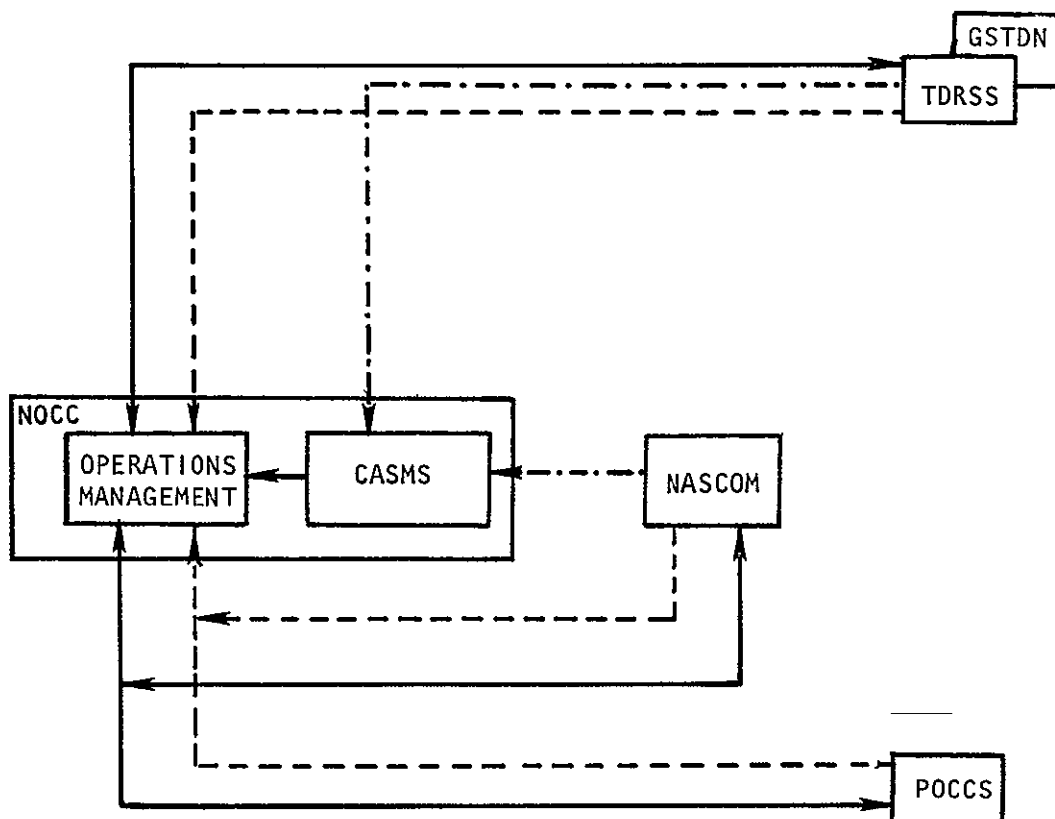 GSTDN
TDRSS
NOCC
OPERATIONS
MANAGEMENT
CASMS
NASCOM
POCCS